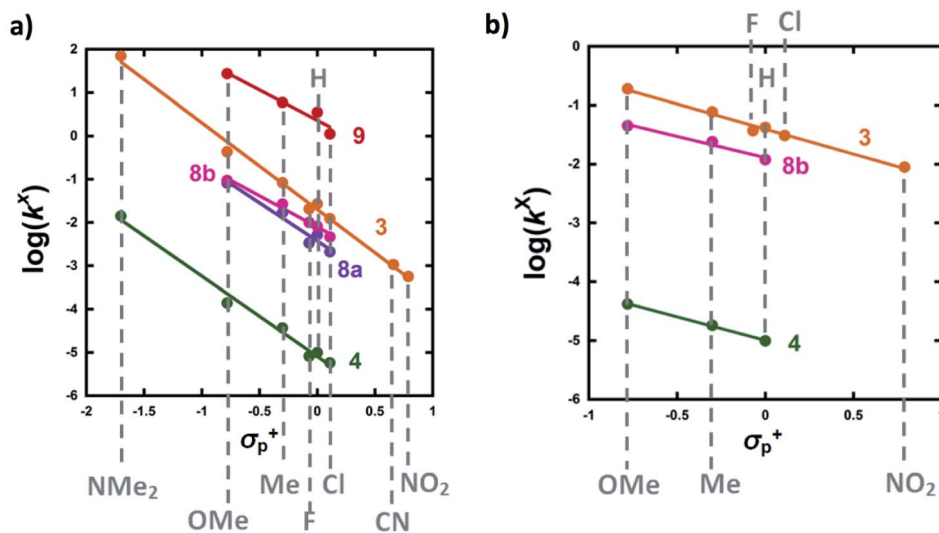 a)
2
1
0
-1
-2
-3
-4
-5
-6
log(kˣ)
H
9
8b
3
8a
4
-2 -1.5 -1 -0.5 0 0.5 1
σp⁺
NMe₂
OMe
Me
F
Cl
CN
NO₂
b)
F Cl
H
0
-1
-2
-3
-4
-5
-6
log(kˣ)
3
8b
4
-1 -0.5 0 0.5 1
σp⁺
OMe Me NO₂